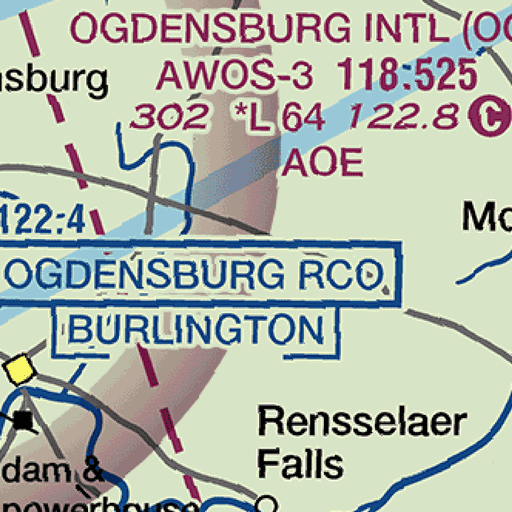 OGDENSBURG INTL (OG
nsburg
AWOS-3 118:525
302 *L 64 122.8 C
AOE
122:4
Mo
OGDENSBURG RCO
BURLINGTON
Rensselaer
Falls
dam &
powerhouse